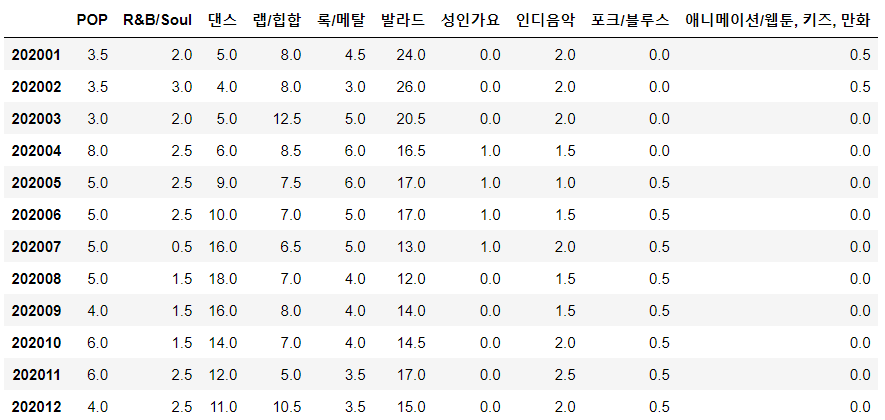 POP R&B/Soul 댄스 랩/힙합 록/메탈 발라드 성인가요 인디음악 포크/블루스 애니메이션/웹툰, 키즈, 만화
202001 3.5 2.0 5.0 8.0 4.5 24.0 0.0 2.0 0.0 0.5
202002 3.5 3.0 4.0 8.0 3.0 26.0 0.0 2.0 0.0 0.5
202003 3.0 2.0 5.0 12.5 5.0 20.5 0.0 2.0 0.0 0.0
202004 8.0 2.5 6.0 8.5 6.0 16.5 1.0 1.5 0.0 0.0
202005 5.0 2.5 9.0 7.5 6.0 17.0 1.0 1.0 0.5 0.0
202006 5.0 2.5 10.0 7.0 5.0 17.0 1.0 1.5 0.5 0.0
202007 5.0 0.5 16.0 6.5 5.0 13.0 1.0 2.0 0.5 0.0
202008 5.0 1.5 18.0 7.0 4.0 12.0 0.0 1.5 0.5 0.0
202009 4.0 1.5 16.0 8.0 4.0 14.0 0.0 1.5 0.5 0.0
202010 6.0 1.5 14.0 7.0 4.0 14.5 0.0 2.0 0.5 0.0
202011 6.0 2.5 12.0 5.0 3.5 17.0 0.0 2.5 0.5 0.0
202012 4.0 2.5 11.0 10.5 3.5 15.0 0.0 2.0 0.5 0.0